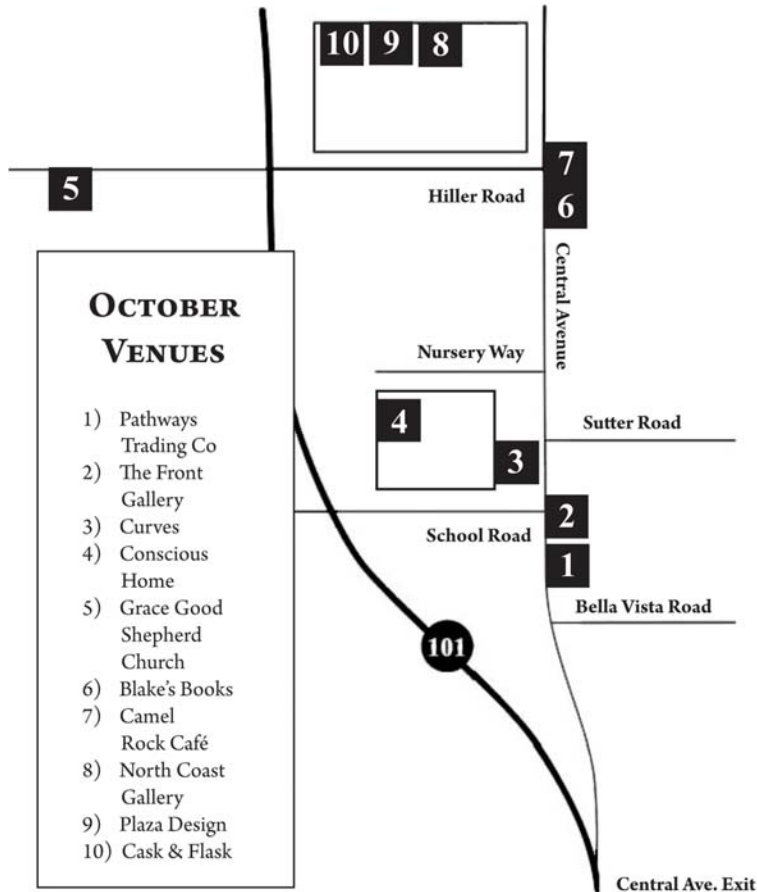 10 9 8
7
5
Hiller Road
6
Central Avenue
OCTOBER
VENUES
Nursery Way
1) Pathways
Trading Co
2) The Front
Gallery
3) Curves
4) Conscious
Home
5) Grace Good
Shepherd
Church
6) Blake's Books
7) Camel
Rock Café
8) North Coast
Gallery
9) Plaza Design
10) Cask & Flask
4
Sutter Road
3
2
School Road
1
Bella Vista Road
101
Central Ave. Exit